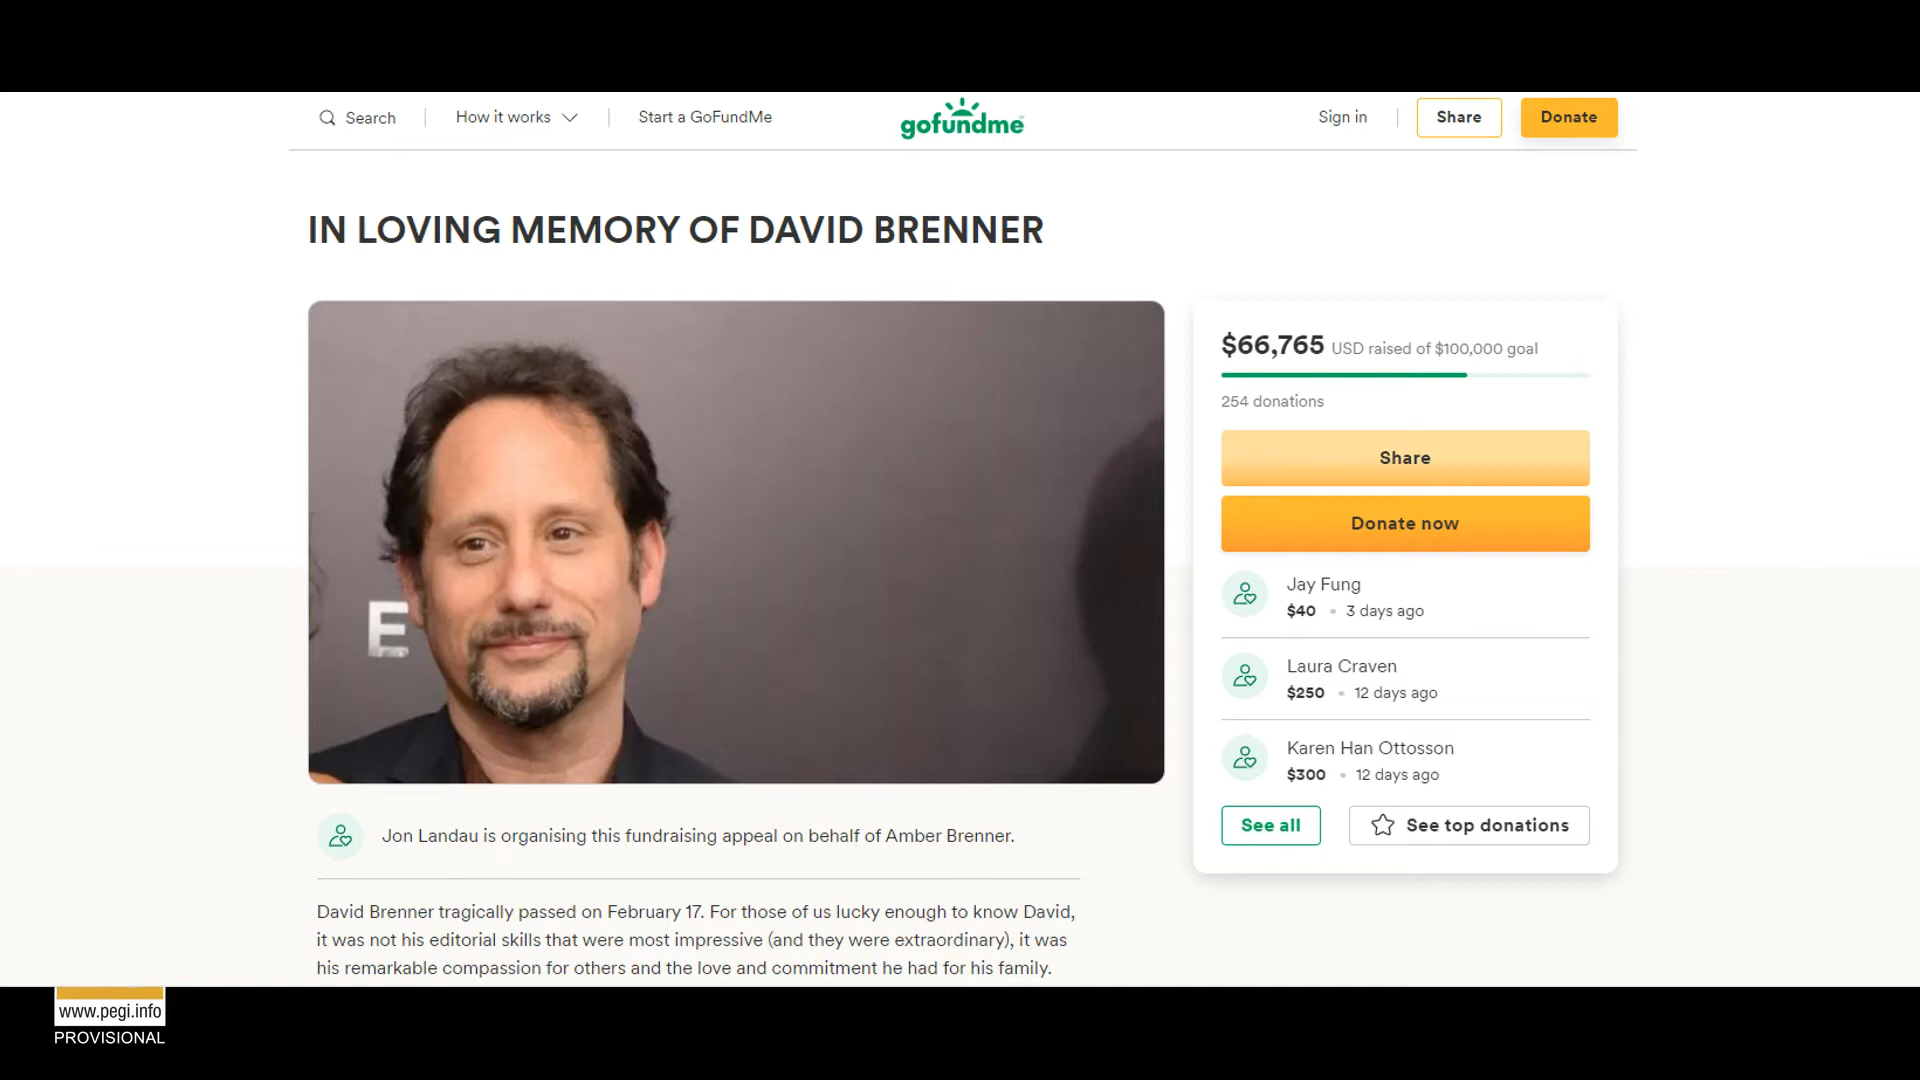 Search
How it works
Start a GoFundMe
gofundme
Sign in
Share
Donate
IN LOVING MEMORY OF DAVID BRENNER
E
$66,765 USD raised of $100,000 goal
254 donations
Share
Donate now
Jay Fung
$40 • 3 days ago
Laura Craven
$250 • 12 days ago
Karen Han Ottosson
$300 • 12 days ago
See all
See top donations
Jon Landau is organising this fundraising appeal on behalf of Amber Brenner.
David Brenner tragically passed on February 17. For those of us lucky enough to know David,
it was not his editorial skills that were most impressive (and they were extraordinary), it was
his remarkable compassion for others and the love and commitment he had for his family.
www.pegi.info
PROVISIONAL